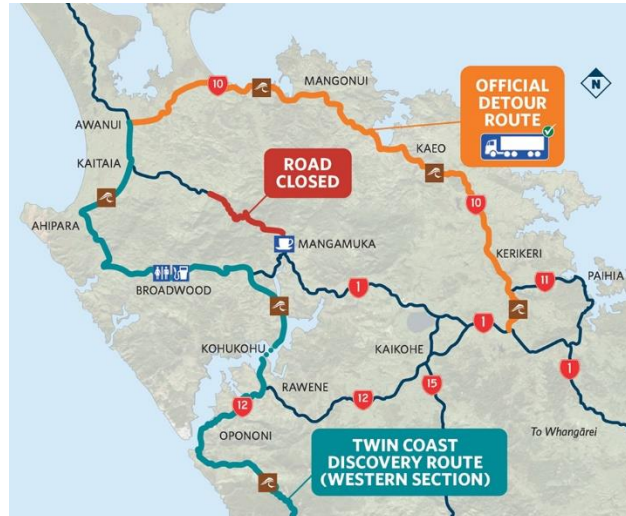 10
MANGONUI
OFFICIAL
DETOUR
ROUTE
N
AWANUI
KAITAIA
KAEO
ROAD
CLOSED
10
AHIPARA
MANGAMUKA
KERIKERI
PAIHIA
11
BROADWOOD
1
1
KOHUKOHU
KAIKOHE
1
RAWENE
12
12
15
OPONONI
To Whangārei
TWIN COAST
DISCOVERY ROUTE
(WESTERN SECTION)